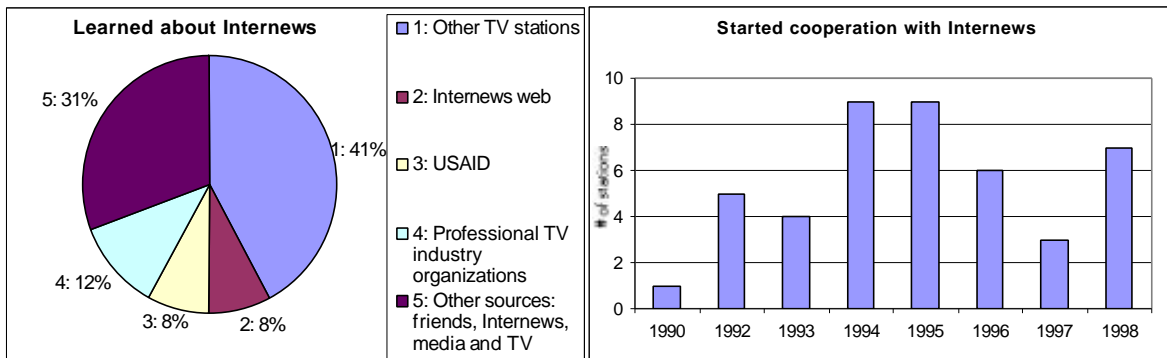 Learned about Internews
5: 31%
1: 41%
4: 12%
3: 8%
2: 8%
1: Other TV stations
2: Internews web
3: USAID
4: Professional TV
industry
organizations
5: Other sources:
friends, Internews,
media and TV
Started cooperation with Internews
# of stations
10
8
6
4
2
0
1990
1992
1993
1994
1995
1996
1997
1998